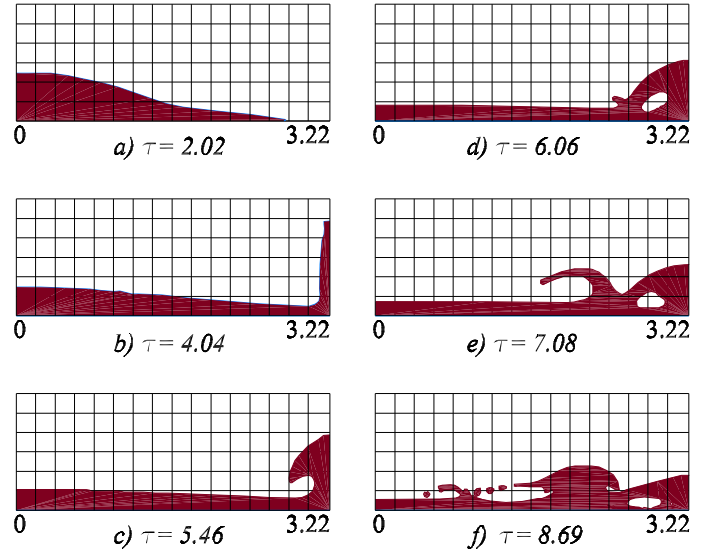 0 3.22
a) τ = 2.02
0 3.22
b) τ = 4.04
0 3.22
c) τ = 5.46
0 3.22
d) τ = 6.06
0 3.22
e) τ = 7.08
0 3.22
f) τ = 8.69